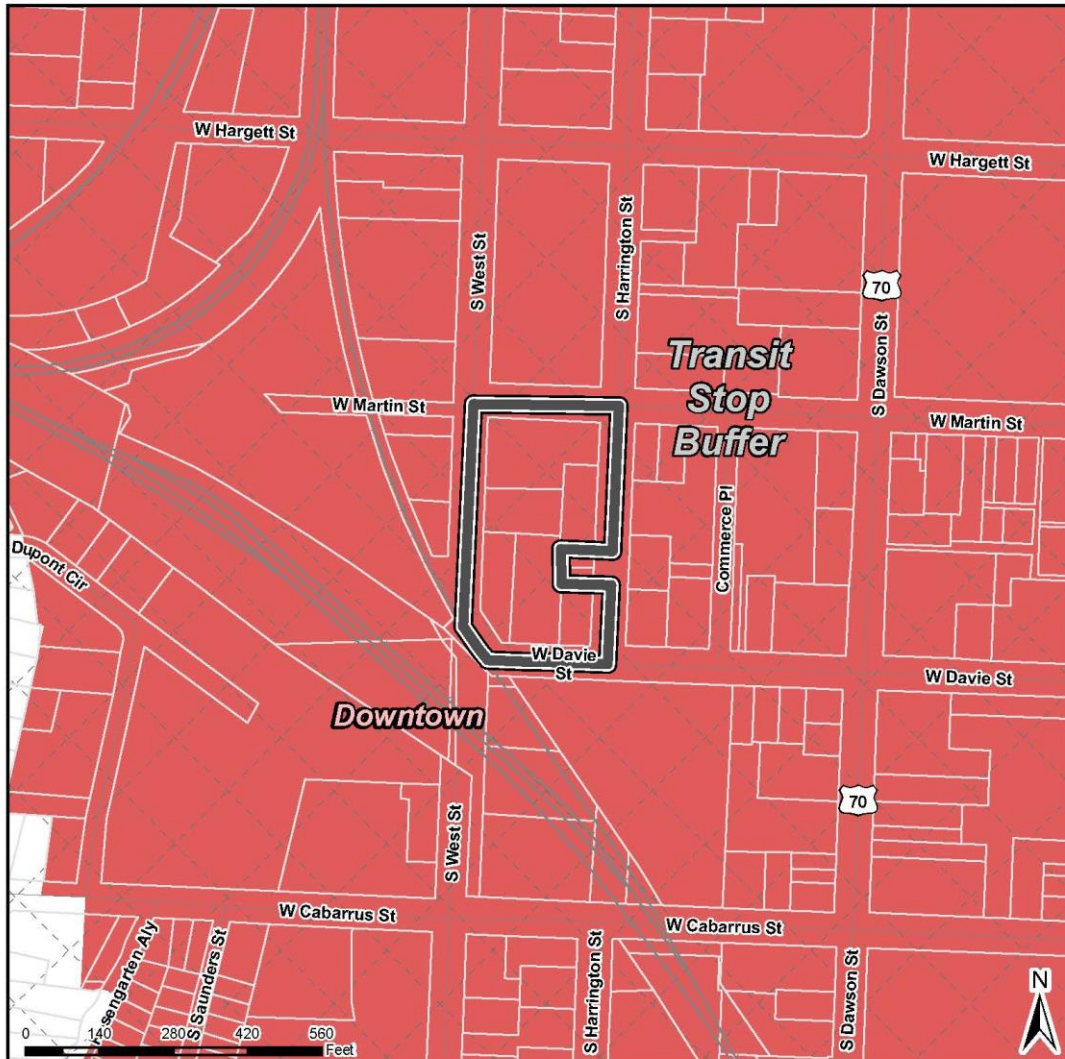 W Hargett St
W Hargett St
S West St
S Harrington St
70
S Dawson St
Transit
Stop
Buffer
W Martin St
W Martin St
Commerce Pl
Dupont Cir
W Davie
St
W Davie St
Downtown
70
S West St
W Cabarrus St
W Cabarrus St
S Saunders St
S Harrington St
S Dawson St
N
0 140 280 420 560
Feet